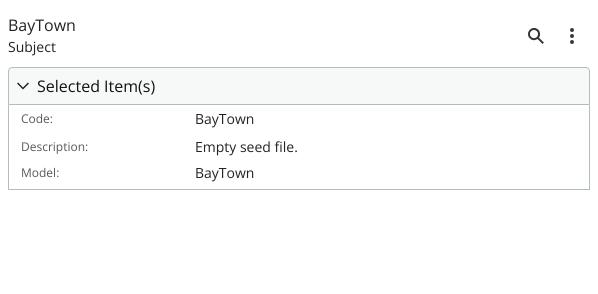 BayTown
Subject
Selected Item(s)
Code: BayTown
Description: Empty seed file.
Model: BayTown